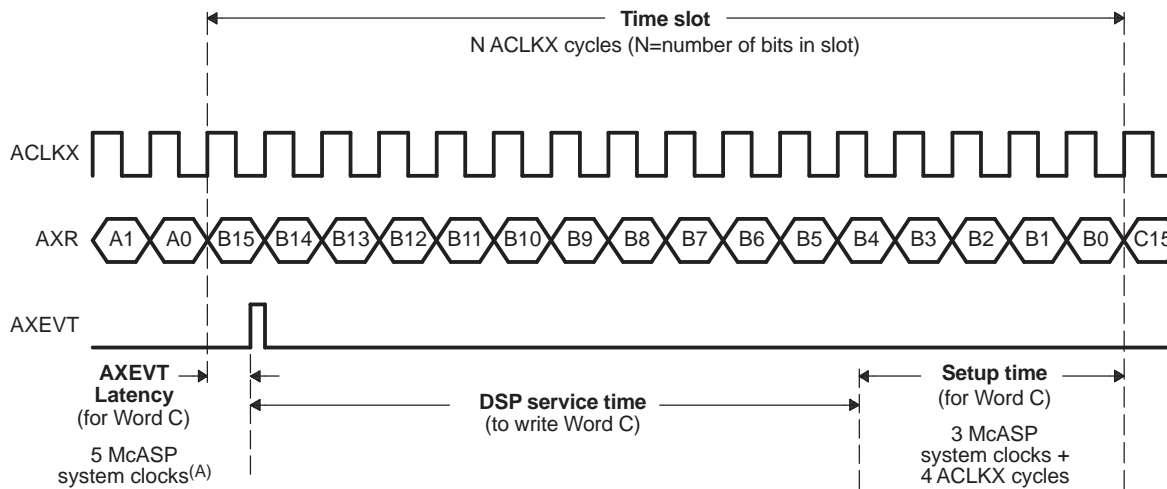 Time slot
N ACLKX cycles (N=number of bits in slot)
ACLKX
AXR
A1 A0 B15 B14 B13 B12 B11 B10 B9 B8 B7 B6 B5 B4 B3 B2 B1 B0 C15
AXEVT
AXEVT
Latency
(for Word C)
5 McASP
system clocks(A)
DSP service time
(to write Word C)
Setup time
(for Word C)
3 McASP
system clocks +
4 ACLKX cycles